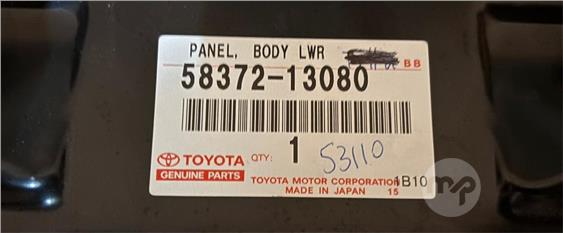 PANEL, BODY LWR BB
58372-13080
TOYOTA QTY: 1 53110
GENUINE PARTS
TOYOTA MOTOR CORPORATION 1B10
MADE IN JAPAN 15
mp